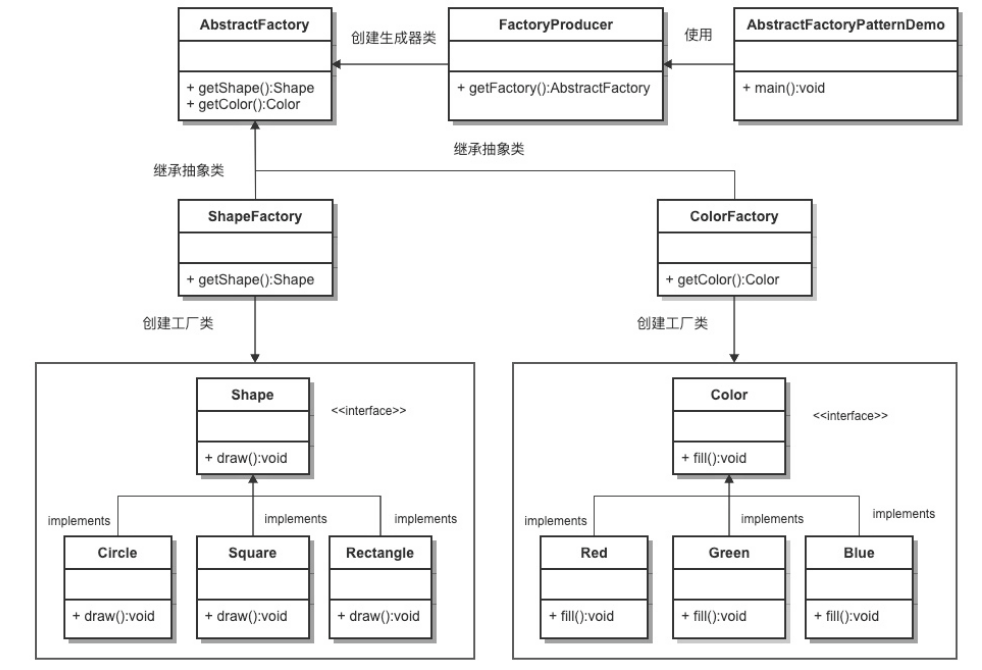 AbstractFactory
+ getShape():Shape
+ getColor():Color
创建生成器类
FactoryProducer
+ getFactory():AbstractFactory
使用
AbstractFactoryPatternDemo
+ main():void
继承抽象类
继承抽象类
ShapeFactory
+ getShape():Shape
ColorFactory
+ getColor():Color
创建工厂类
创建工厂类
Shape
<<interface>>
+ draw():void
implements
implements
implements
Circle
+ draw():void
Square
+ draw():void
Rectangle
+ draw():void
Color
<<interface>>
+ fill():void
implements
implements
implements
Red
+ fill():void
Green
+ fill():void
Blue
+ fill():void